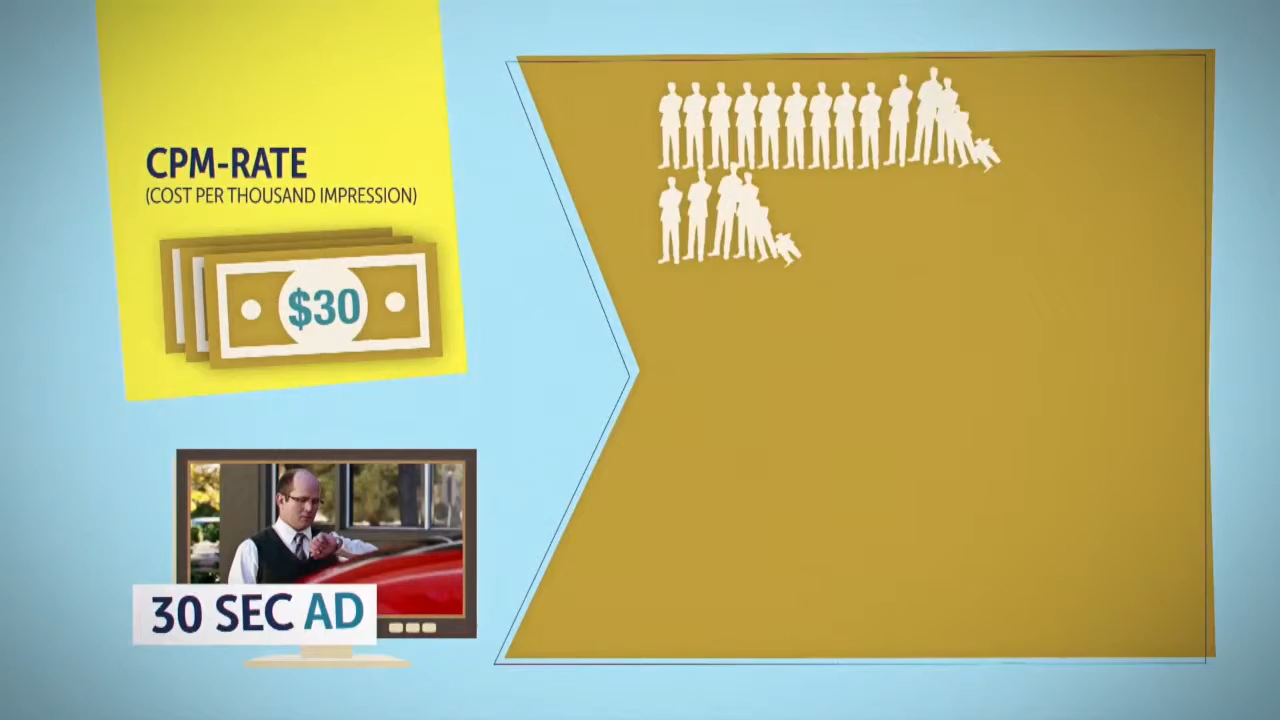 CPM-RATE
(COST PER THOUSAND IMPRESSION)
$30
30 SEC AD